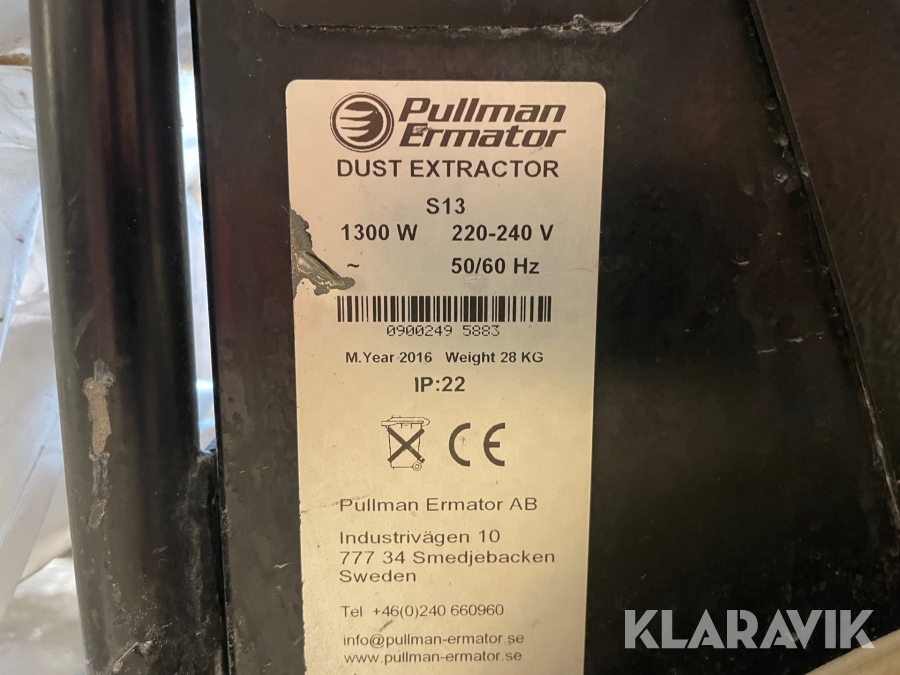 Pullman
Ermator
DUST EXTRACTOR
S13
1300 W 220-240 V
~ 50/60 Hz
0900249 5883
M.Year 2016 Weight 28 KG
IP:22
CE
Pullman Ermator AB
Industrivägen 10
777 34 Smedjebacken
Sweden
Tel +46(0)240 660960
info@pullman-ermator.se
www.pullman-ermator.se
KLARAVIK